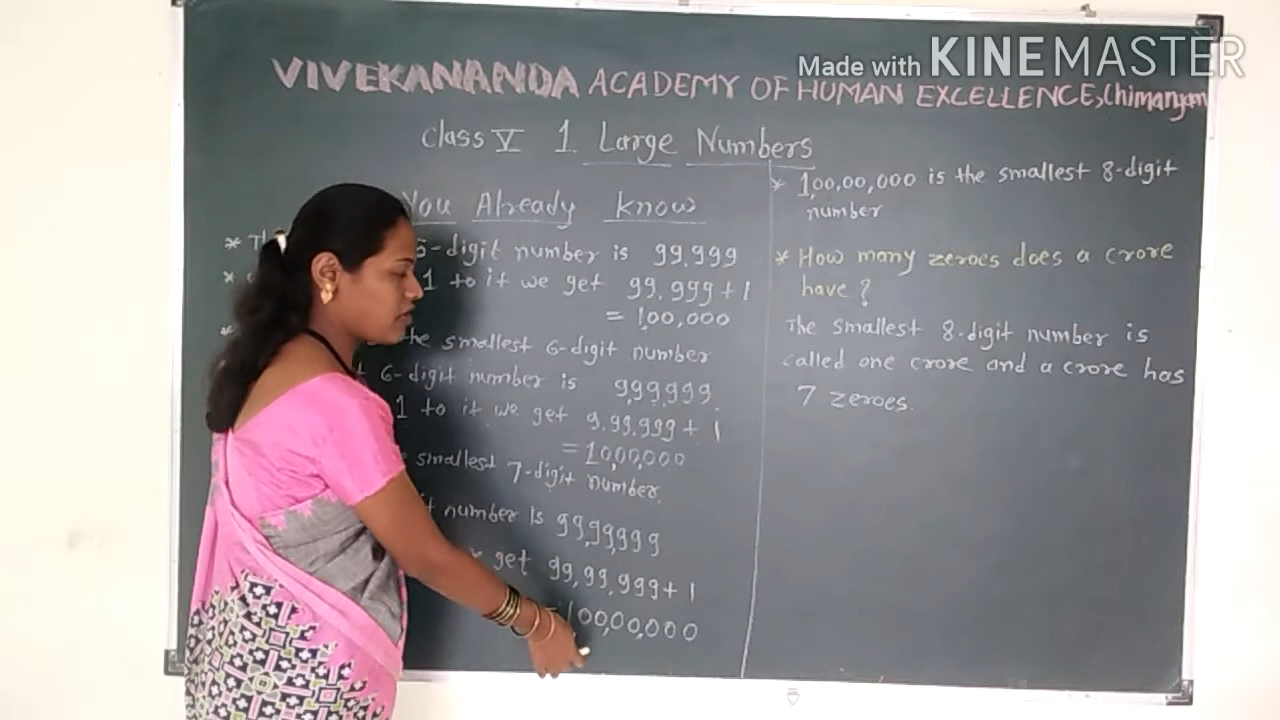 Made with KINEMASTER
VIVEKANANDA ACADEMY OF HUMAN EXCELLENCE, Chimangaon
Class V 1 Large Numbers
You Already Know
* 5-digit number is 99,999
* 1 to it we get 99,999+1
= 1,00,000
* the smallest 6-digit number
6-digit number is 9,99,999
1 to it we get 9,99,999+1
= 10,00,000
smallest 7-digit number
number is 99,99,999
get 99,99,999+1
= 1,00,00,000
* 1,00,00,000 is the smallest 8-digit
number
* How many zeroes does a crore
have?
The smallest 8-digit number is
called one crore and a crore has
7 zeroes.